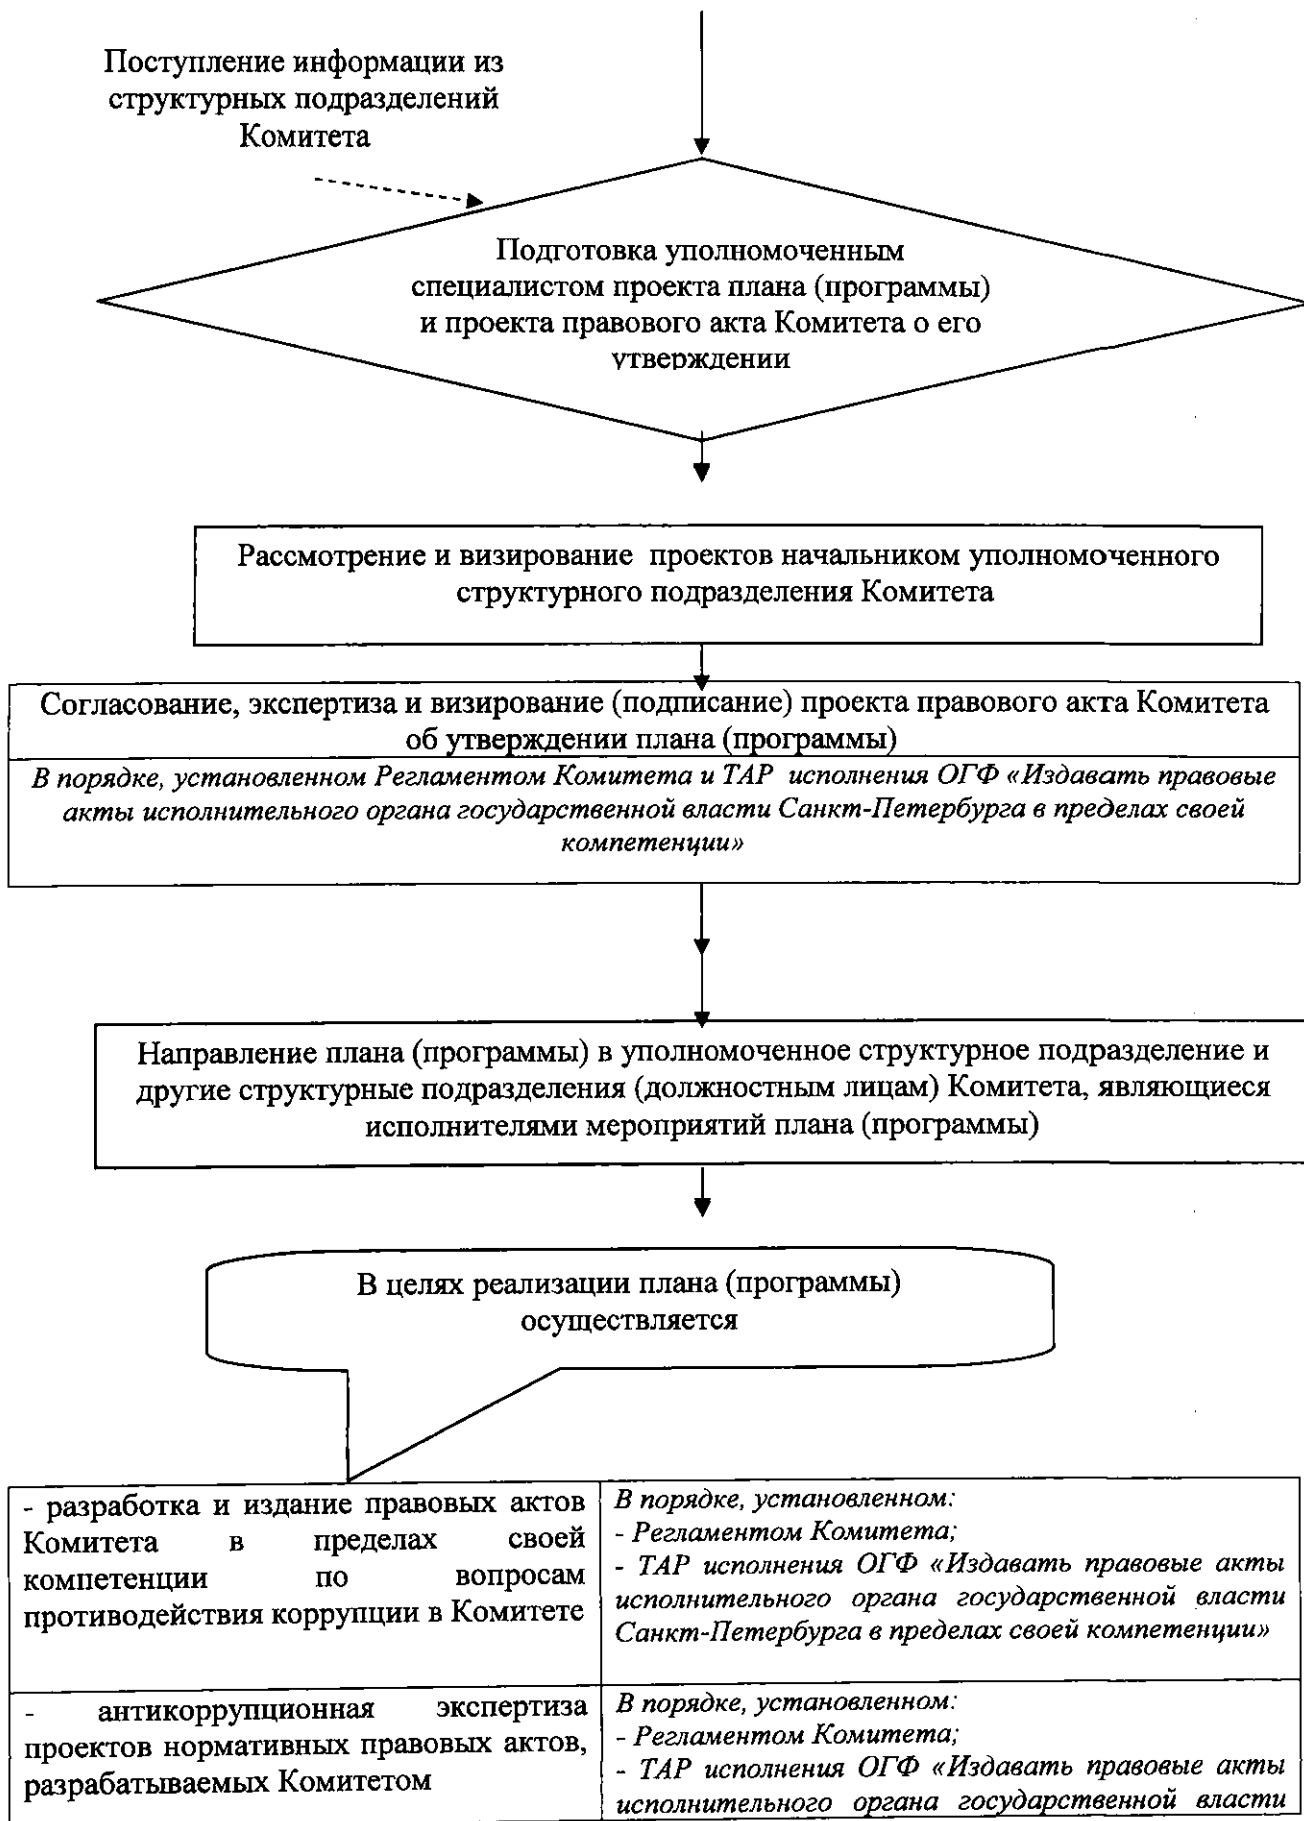 Поступление информации из
структурных подразделений
Комитета
Подготовка уполномоченным
специалистом проекта плана (программы)
и проекта правового акта Комитета о его
утверждении
Рассмотрение и визирование проектов начальником уполномоченного
структурного подразделения Комитета
Согласование, экспертиза и визирование (подписание) проекта правового акта Комитета
об утверждении плана (программы)
В порядке, установленном Регламентом Комитета и ТАР исполнения ОГФ «Издавать правовые
акты исполнительного органа государственной власти Санкт-Петербурга в пределах своей
компетенции»
Направление плана (программы) в уполномоченное структурное подразделение и
другие структурные подразделения (должностным лицам) Комитета, являющиеся
исполнителями мероприятий плана (программы)
В целях реализации плана (программы)
осуществляется
- разработка и издание правовых актов
Комитета в пределах своей
компетенции по вопросам
противодействия коррупции в Комитете
В порядке, установленном:
- Регламентом Комитета;
- ТАР исполнения ОГФ «Издавать правовые акты
исполнительного органа государственной власти
Санкт-Петербурга в пределах своей компетенции»
- антикоррупционная экспертиза
проектов нормативных правовых актов,
разрабатываемых Комитетом
В порядке, установленном:
- Регламентом Комитета;
- ТАР исполнения ОГФ «Издавать правовые акты
исполнительного органа государственной власти